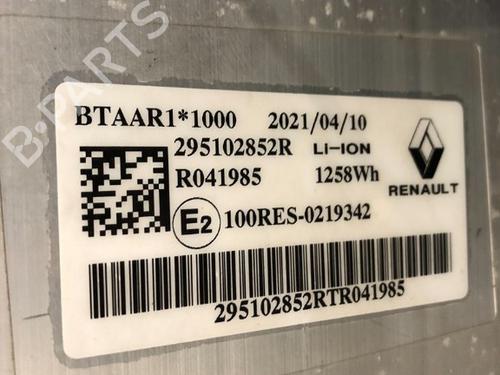 B-PARTS
BTAAR1*1000 2021/04/10
295102852R LI-ION
R041985 1258Wh
RENAULT
E2 100RES-0219342
295102852RTR041985